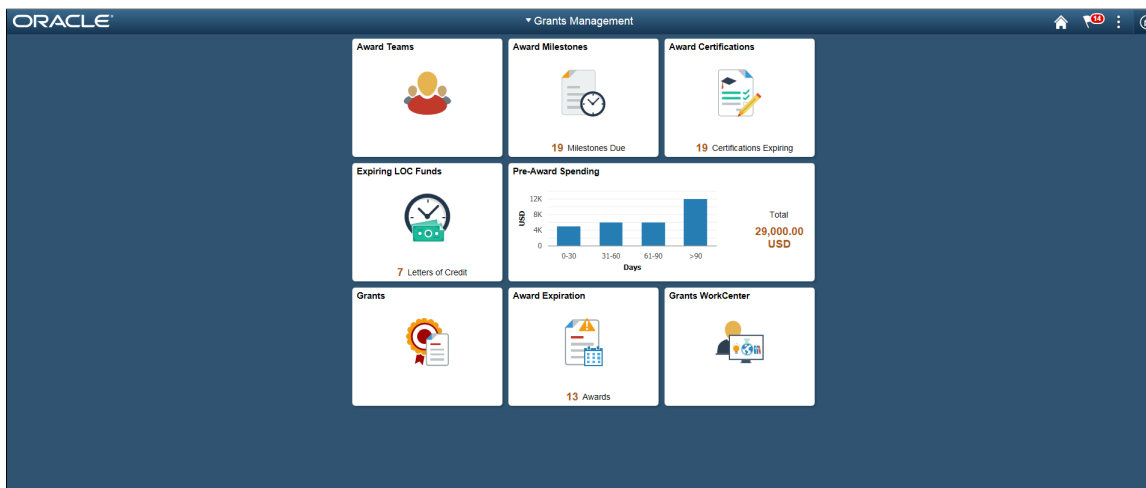 ORACLE
Grants Management
14
Award Teams
Award Milestones
19 Milestones Due
Award Certifications
19 Certifications Expiring
Expiring LOC Funds
7 Letters of Credit
Pre-Award Spending
USD
12K
8K
4K
0
0-30 31-60 61-90 >90
Days
Total
29,000.00
USD
Grants
Award Expiration
13 Awards
Grants WorkCenter